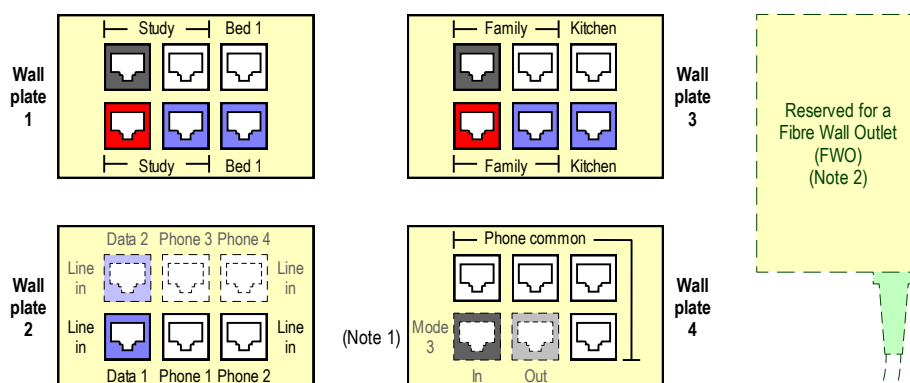 Study Bed 1
Wall
plate
1
Study Bed 1
Family Kitchen
Wall
plate
3
Family Kitchen
Reserved for a
Fibre Wall Outlet
(FWO)
(Note 2)
Data 2 Phone 3 Phone 4
Line
in
Line
in
Wall
plate
2
Line
in
Line
in
Data 1 Phone 1 Phone 2
Phone common
Wall
plate
4
(Note 1)
Mode
3
In Out